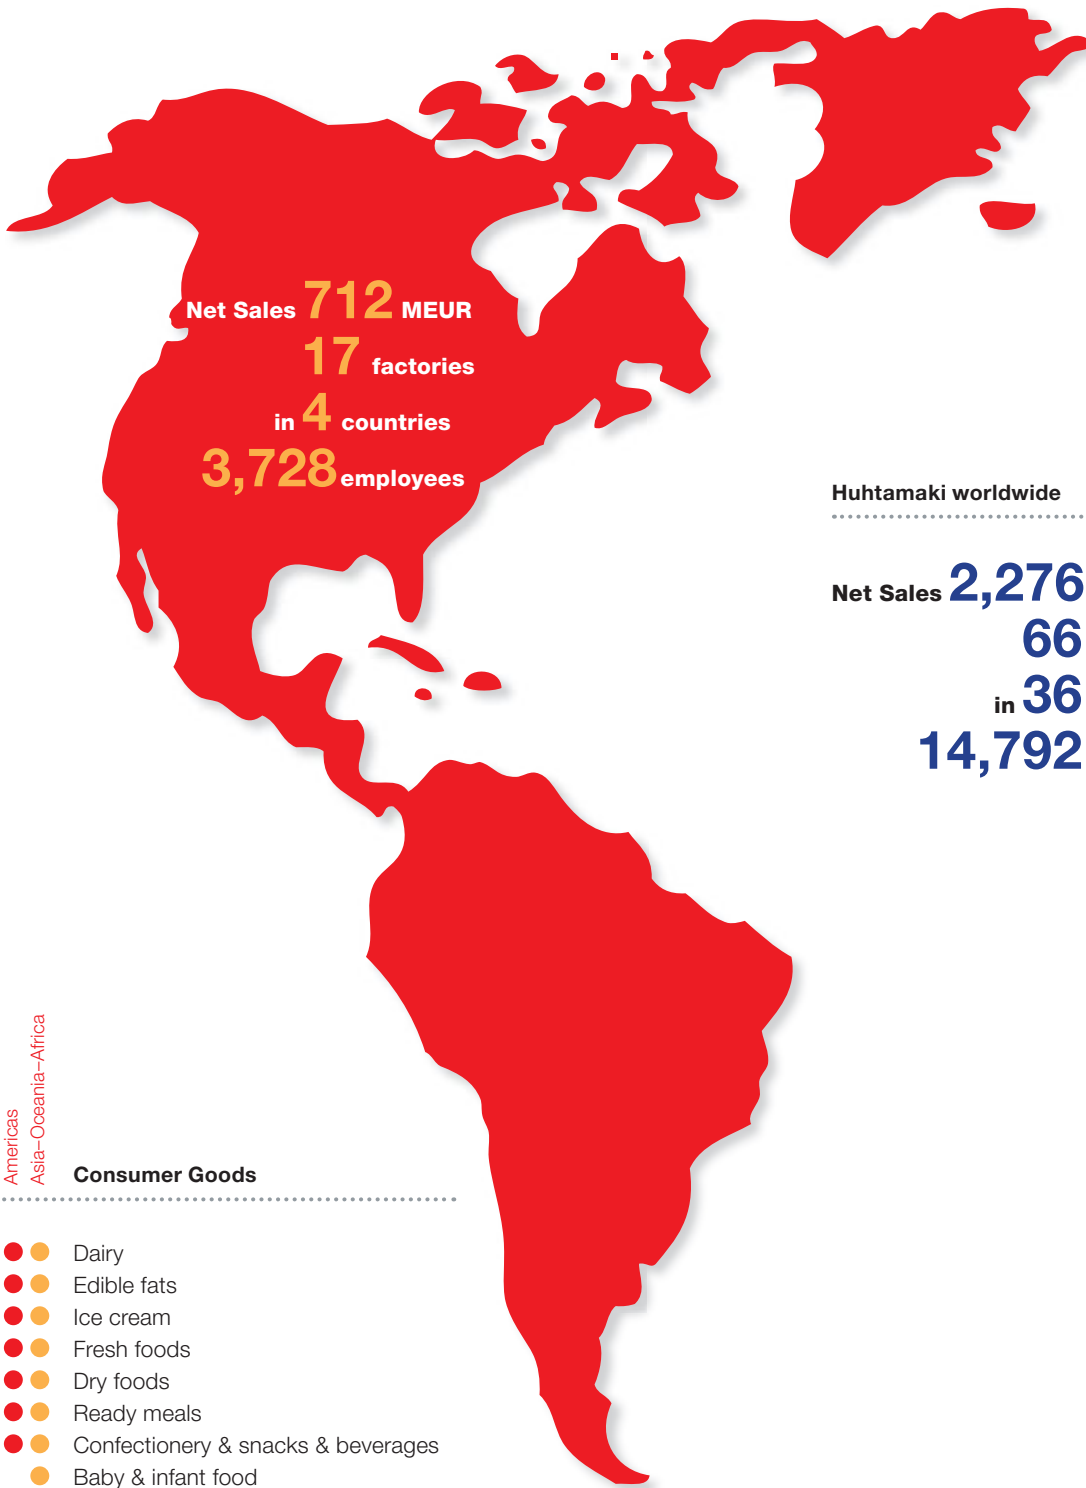 Net Sales 712 MEUR
17 factories
in 4 countries
3,728 employees
Huhtamaki worldwide
Net Sales 2,276
66
in 36
14,792
Americas
Asia–Oceania–Africa
Consumer Goods
Dairy
Edible fats
Ice cream
Fresh foods
Dry foods
Ready meals
Confectionery & snacks & beverages
Baby & infant food